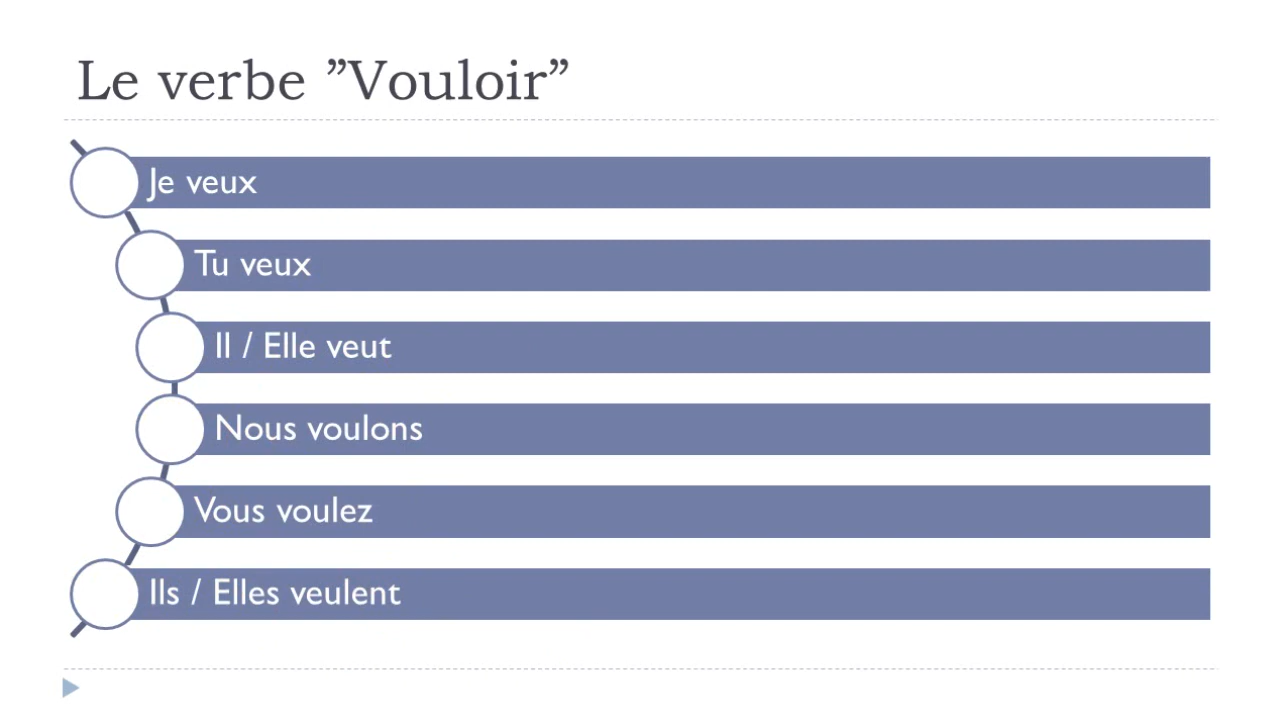 Le verbe ”Vouloir”
Je veux
Tu veux
Il / Elle veut
Nous voulons
Vous voulez
Ils / Elles veulent